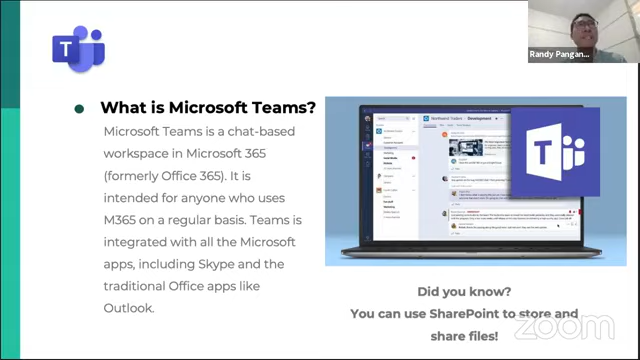 Randy Pangan...
T
What is Microsoft Teams?
Microsoft Teams is a chat-based
workspace in Microsoft 365
(formerly Office 365). It is
intended for anyone who uses
M365 on a regular basis. Teams is
integrated with all the Microsoft
apps, including Skype and the
traditional Office apps like
Outlook.
Northwind Traders > Development
T
Did you know?
You can use SharePoint to store and
share files!
zoom